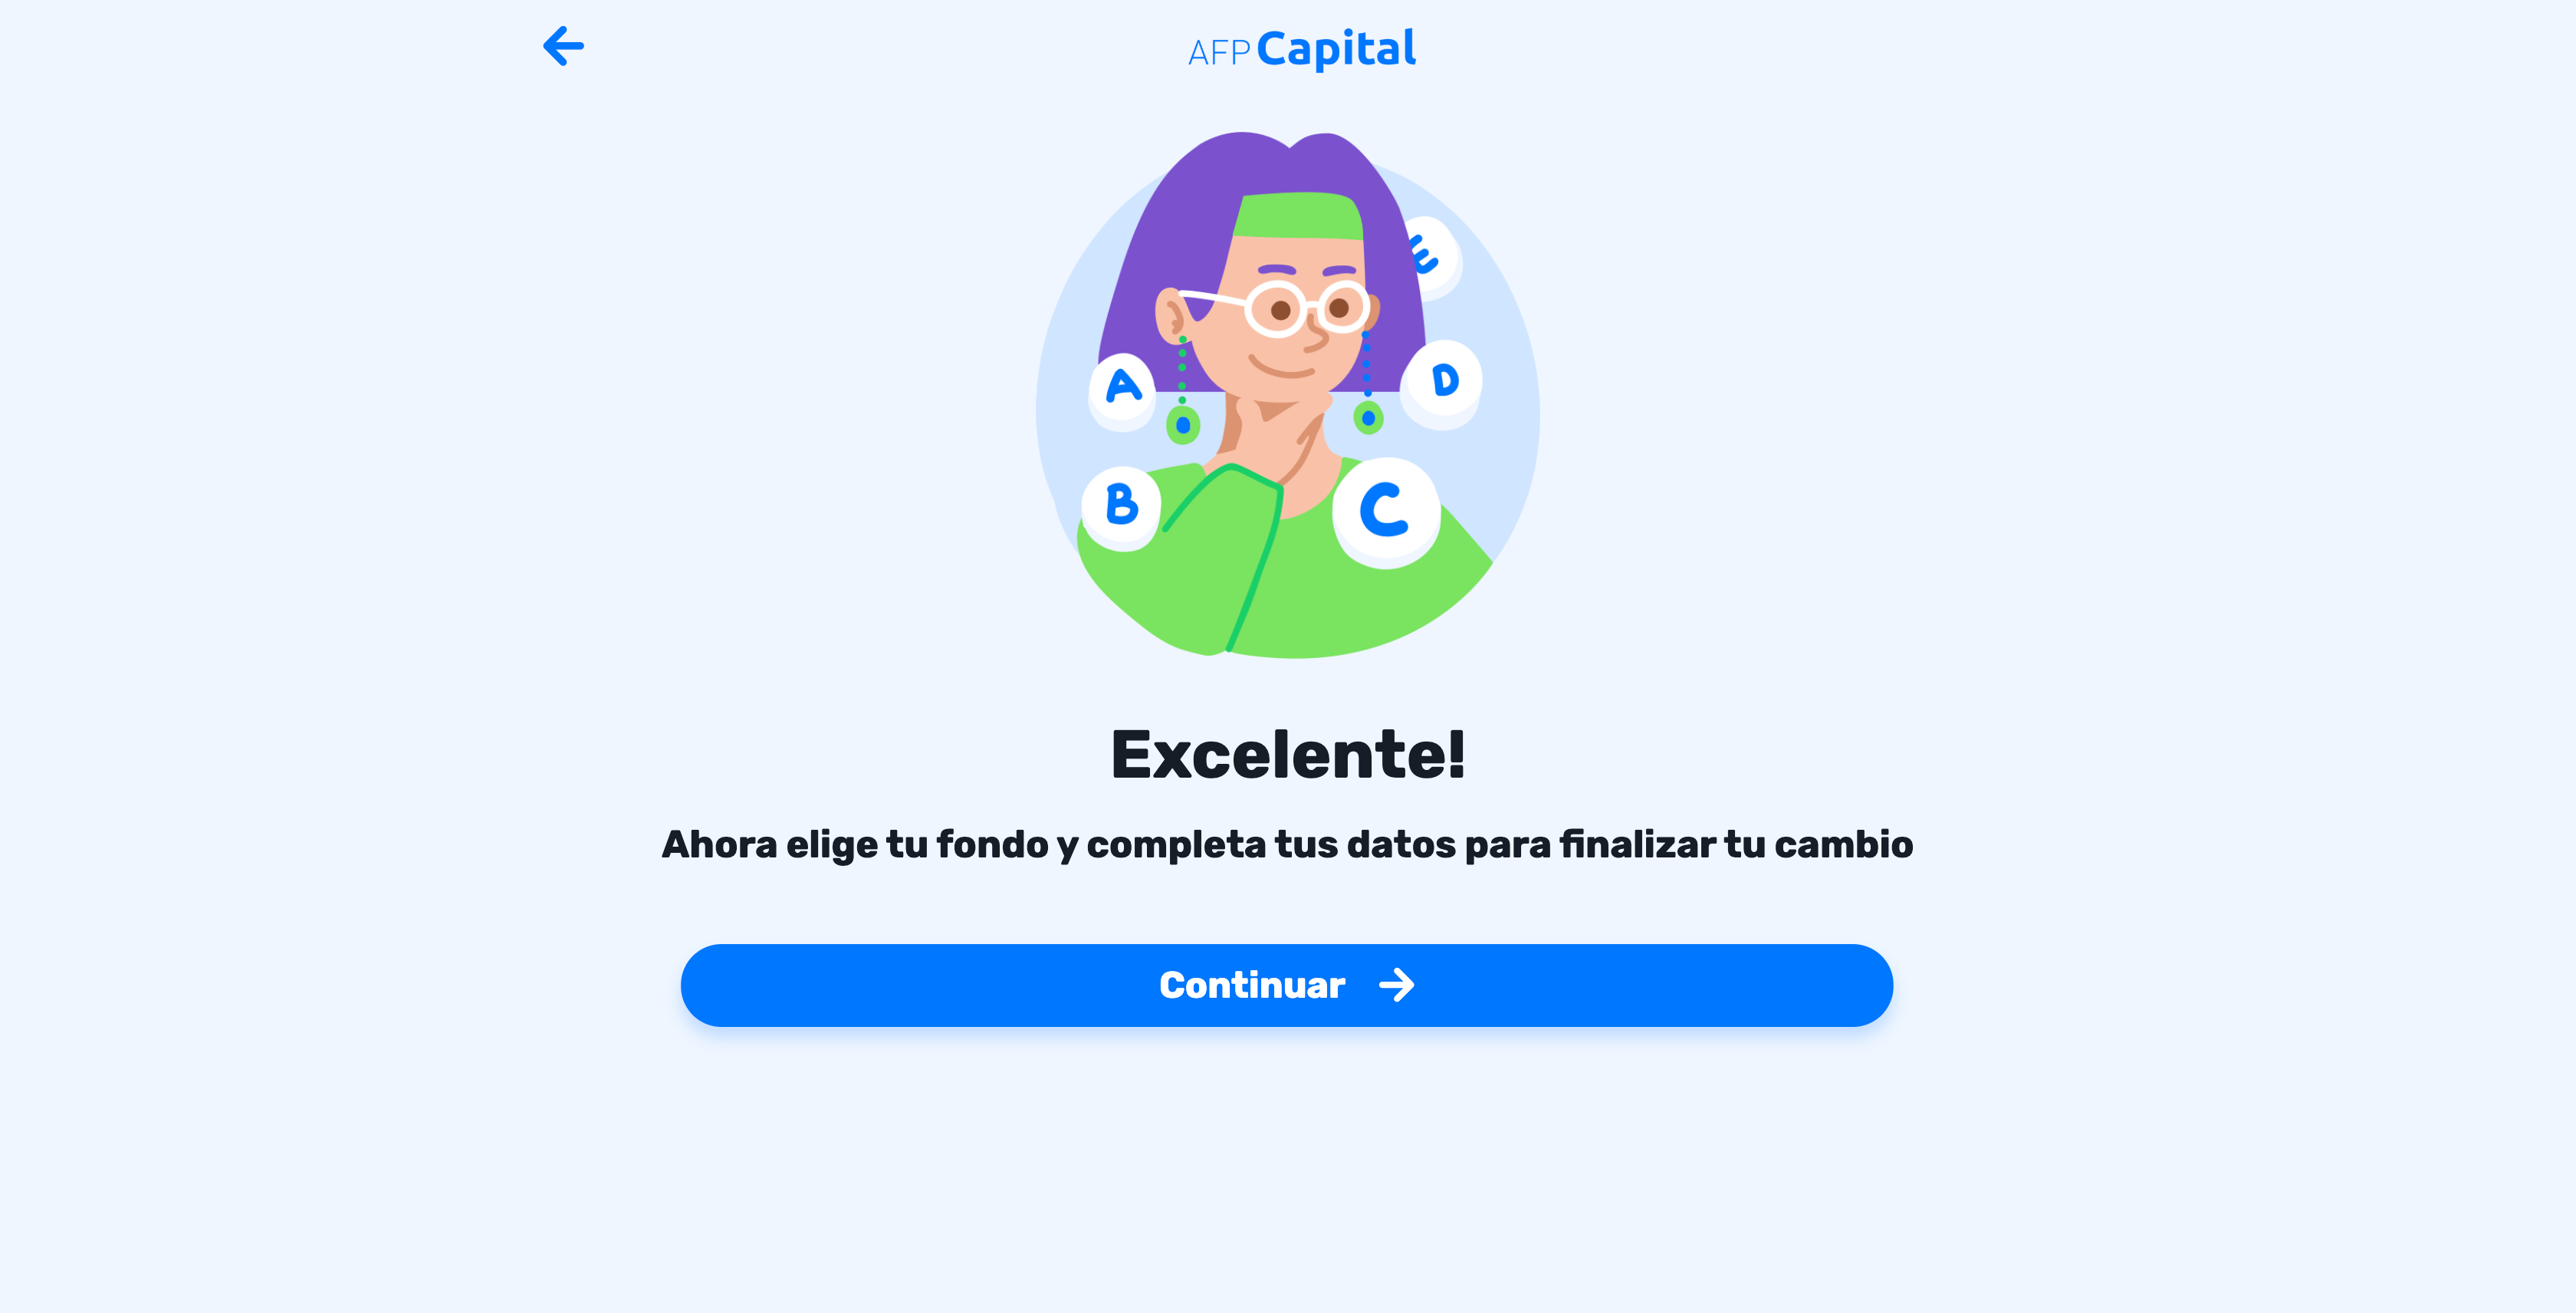 AFP Capital
E
A
D
B
C
Excelente!
Ahora elige tu fondo y completa tus datos para finalizar tu cambio
Continuar